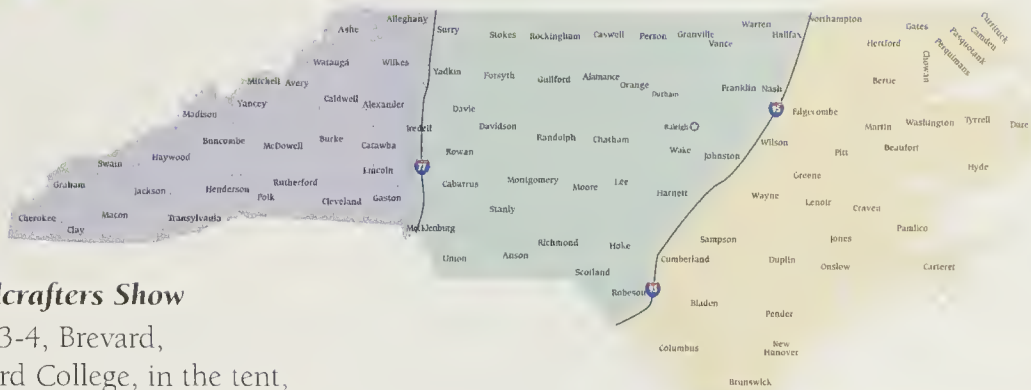 Alleghany
Northampton
Ashe
Surry
Stokes Rockingham Caswell Person Granville
Vance
Warren
Halifax
Gates
Currituck
Camden
Pasquotank
Perquimans
Chowan
Hertford
Watauga Wilkes
Yadkin Forsyth Guilford Alamance
Orange
Durham
Franklin Nash
Bertie
Mitchell Avery
Yancey
Caldwell Alexander
Madison
Davie
95
Edgecombe
Iredell
Davidson
Randolph Chatham
Raleigh
Wake
Johnston
Wilson
Martin Washington Tyrrell Dare
Buncombe McDowell Burke Catawba
Rowan
Pitt
Beaufort
Swain Haywood
Lincoln
77
Greene
Hyde
Graham
Jackson
Henderson
Rutherford
Polk
Cleveland Gaston
Cabarrus Montgomery Moore Lee Harnett
Wayne
Lenoir Craven
Stanly
Cherokee Macon
Clay
Transylvania
Mecklenburg
Pamlico
Union Anson Richmond Hoke
Scotland
Sampson
Cumberland
Jones
Duplin Onslow Carteret
Robeson
95
Bladen
Pender
Columbus
New
Hanover
Brunswick
lcrafters Show
3-4, Brevard,
rd College, in the tent,